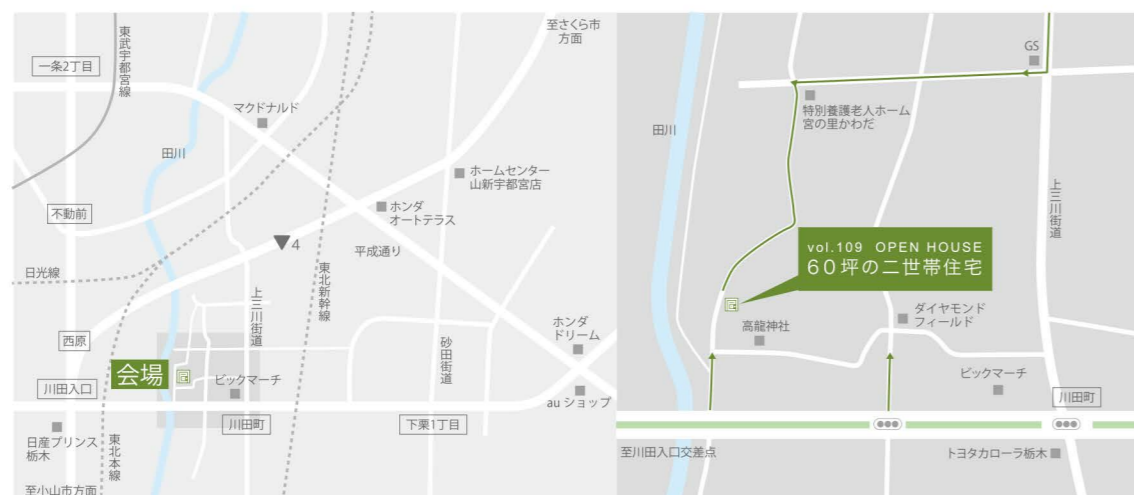 東武宇都宮線
一条2丁目
至さくら市
方面
マクドナルド
田川
ホームセンター
山新宇都宮店
不動前
ホンダ
オートテラス
4
平成通り
日光線
上三川街道
東北新幹線
西原
ホンダ
ドリーム
砂田街道
会場
ビックマーチ
川田入口
au ショップ
川田町
下栗1丁目
日産プリンス
栃木
東北本線
至小山市方面
GS
特別養護老人ホーム
宮の里かわだ
田川
上三川街道
vol.109 OPEN HOUSE
60坪の二世帯住宅
ダイヤモンド
フィールド
高龍神社
ビックマーチ
川田町
至川田入口交差点
トヨタカローラ栃木